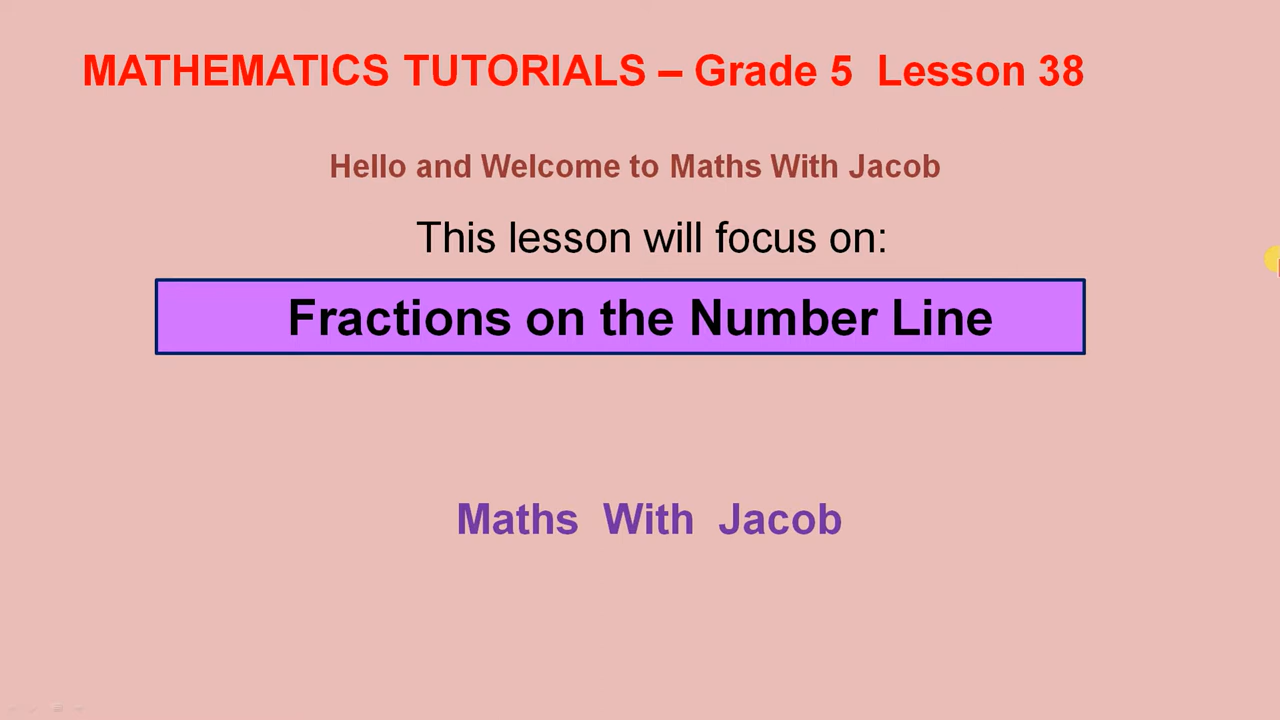 MATHEMATICS TUTORIALS – Grade 5 Lesson 38
Hello and Welcome to Maths With Jacob
This lesson will focus on:
Fractions on the Number Line
Maths With Jacob